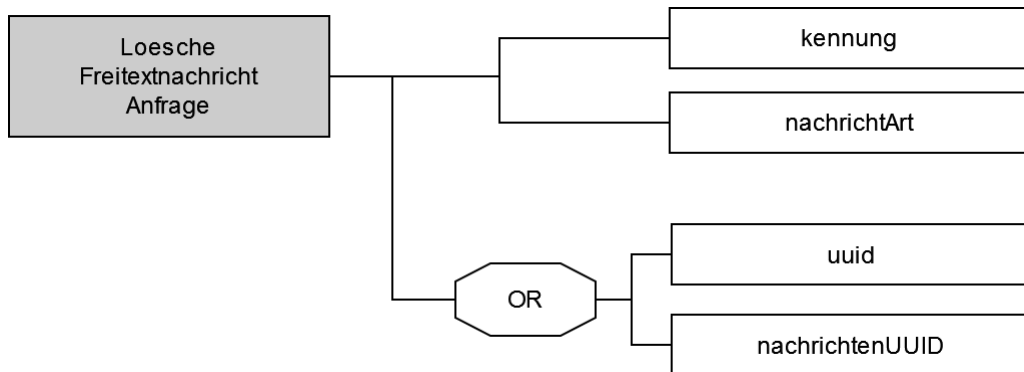 Loesche
Freitextnachricht
Anfrage
kennung
nachrichtArt
uuid
OR
nachrichtenUUID